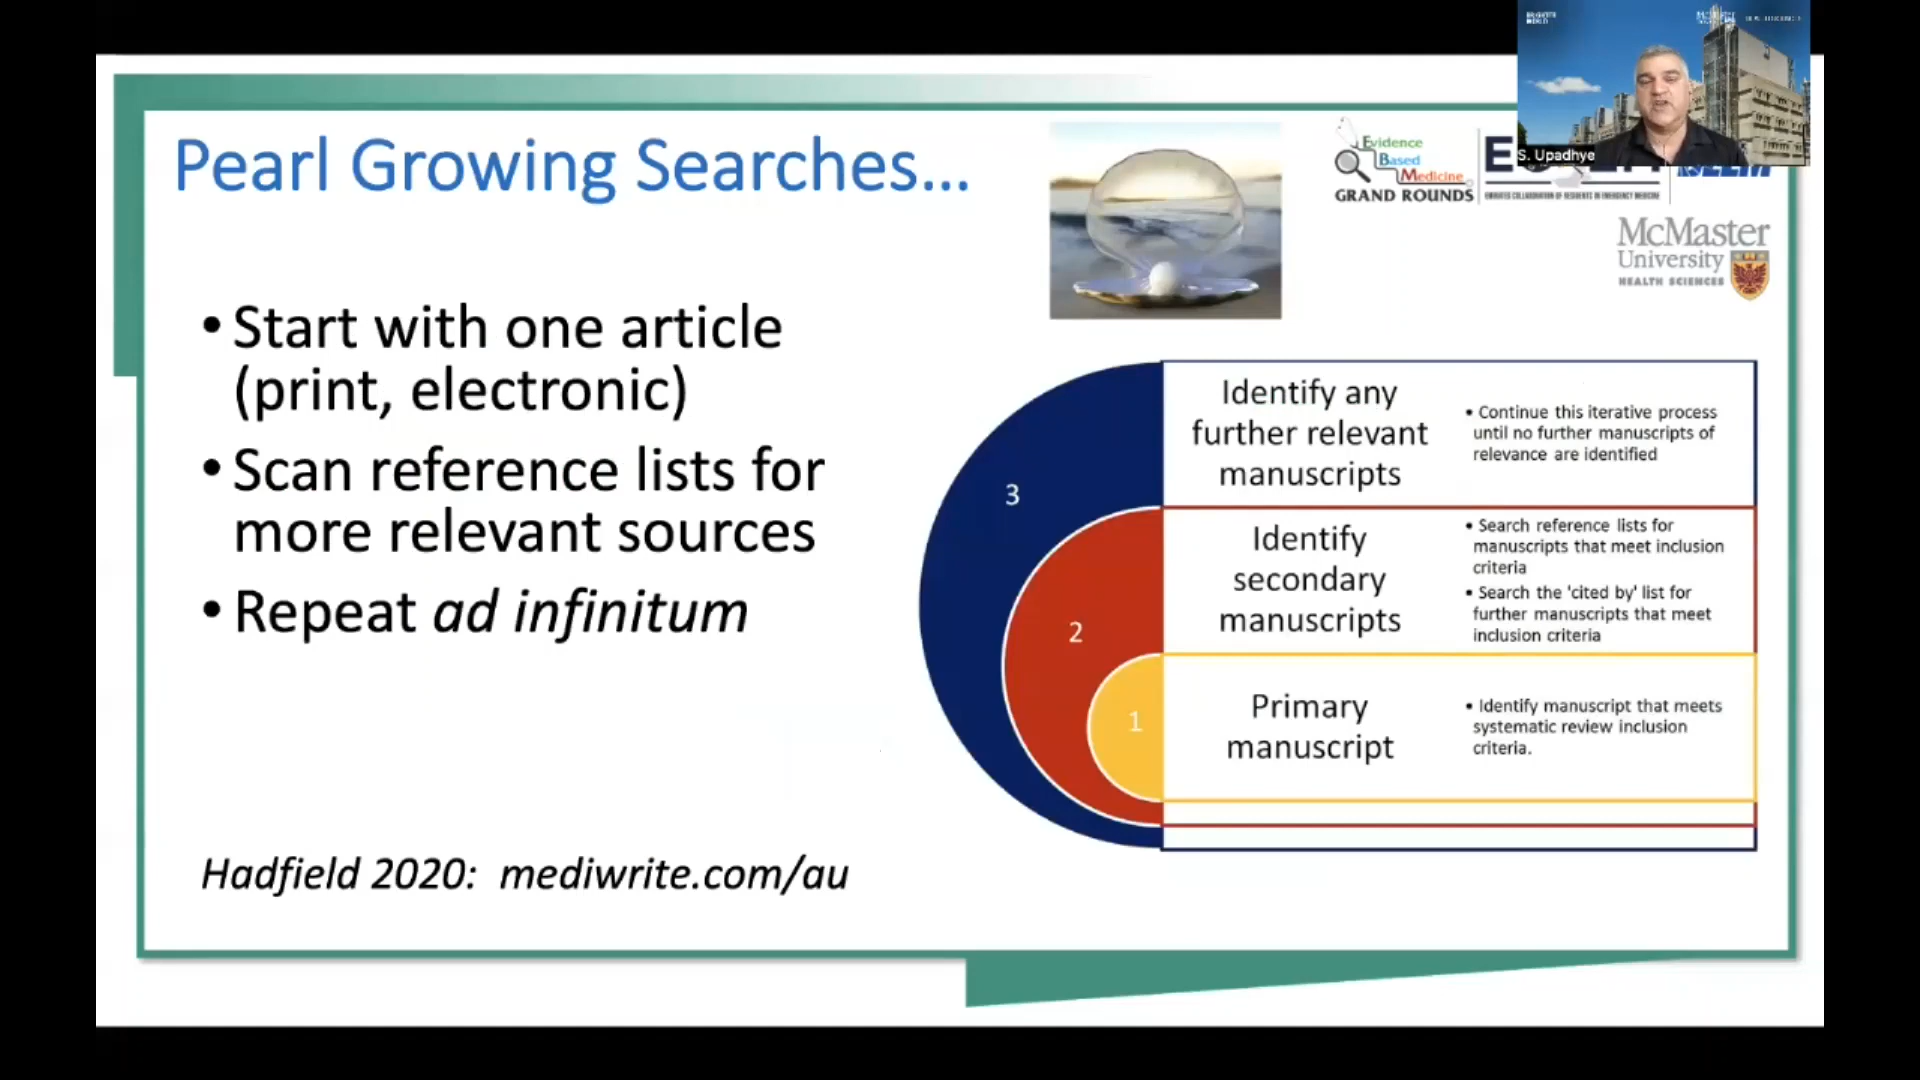 Pearl Growing Searches...
• Start with one article
(print, electronic)
• Scan reference lists for
more relevant sources
• Repeat ad infinitum
Hadfield 2020: mediwrite.com/au
Evidence
Based
Medicine
GRAND ROUNDS
S. Upadhye
McMaster
University
HEALTH SCIENCES
3
Identify any
further relevant
manuscripts
• Continue this iterative process
until no further manuscripts of
relevance are identified
2
Identify
secondary
manuscripts
• Search reference lists for
manuscripts that meet inclusion
criteria
• Search the 'cited by' list for
further manuscripts that meet
inclusion criteria
1
Primary
manuscript
• Identify manuscript that meets
systematic review inclusion
criteria.